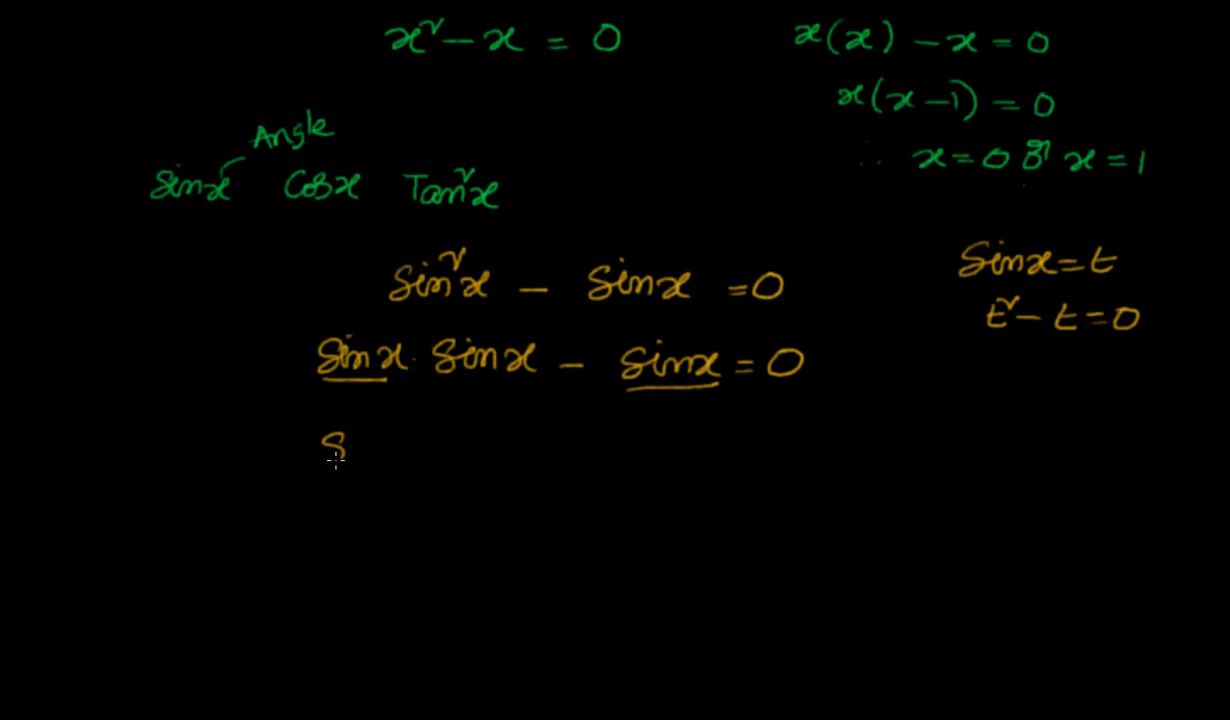 x² - x = 0
x(x) - x = 0
x(x - 1) = 0
∴ x = 0 or x = 1
Angle
Sinx Cosx Tan²x
Sin²x - Sinx = 0
Sinx = t
t² - t = 0
Sinx . Sinx - Sinx = 0
S